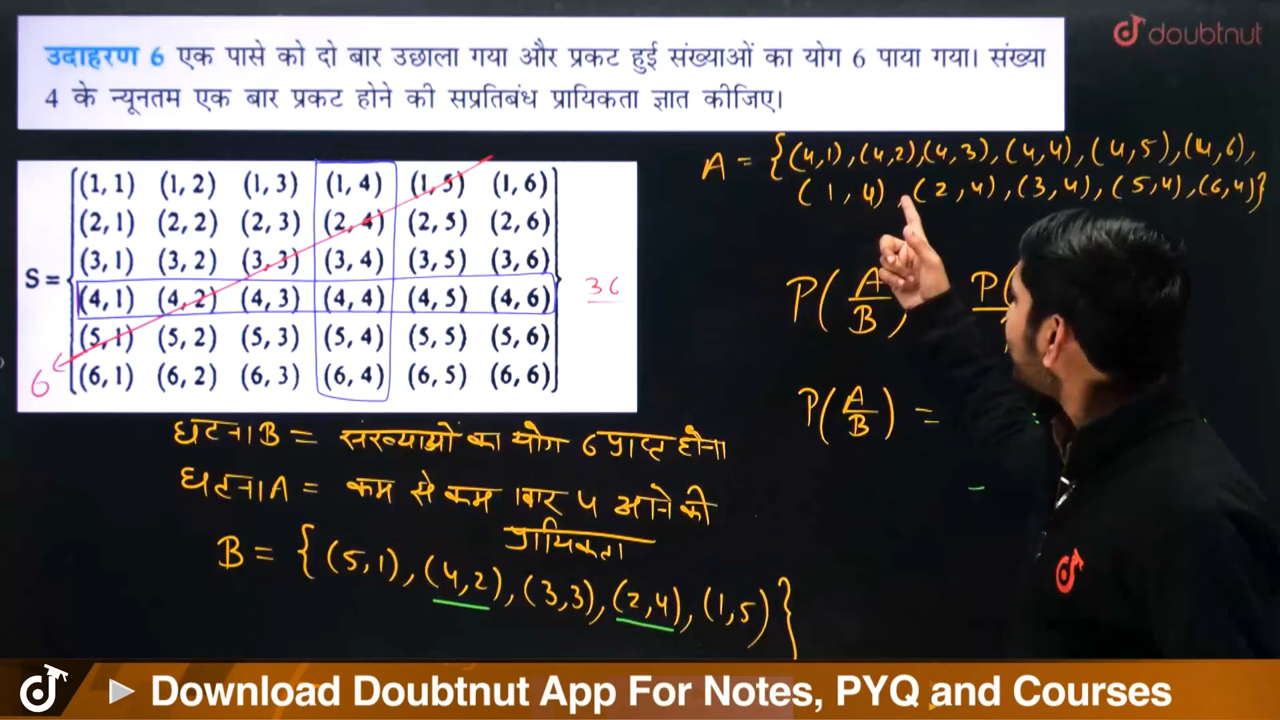 doubtnut
उदाहरण 6 एक पासे को दो बार उछाला गया और प्रकट हुई संख्याओं का योग 6 पाया गया। संख्या
4 के न्यूनतम एक बार प्रकट होने की सप्रतिबंध प्रायिकता ज्ञात कीजिए।
A = {(4,1), (4,2), (4,3), (4,4), (4,5), (4,6),
(1,4), (2,4), (3,4), (5,4), (6,4)}
(1, 1) (1, 2) (1, 3) (1, 4) (1, 5) (1, 6)
(2, 1) (2, 2) (2, 3) (2, 4) (2, 5) (2, 6)
(3, 1) (3, 2) (3, 3) (3, 4) (3, 5) (3, 6)
S = (4, 1) (4, 2) (4, 3) (4, 4) (4, 5) (4, 6) 36
(5, 1) (5, 2) (5, 3) (5, 4) (5, 5) (5, 6)
6 (6, 1) (6, 2) (6, 3) (6, 4) (6, 5) (6, 6)
P(A/B) P(
P(A/B) =
घटना B = संख्याओं का योग 6 प्राप्त होना
घटना A = कम से कम 1बार 4 आने की
प्रायिकता
B = {(5,1), (4,2), (3,3), (2,4), (1,5)}
Download Doubtnut App For Notes, PYQ and Courses